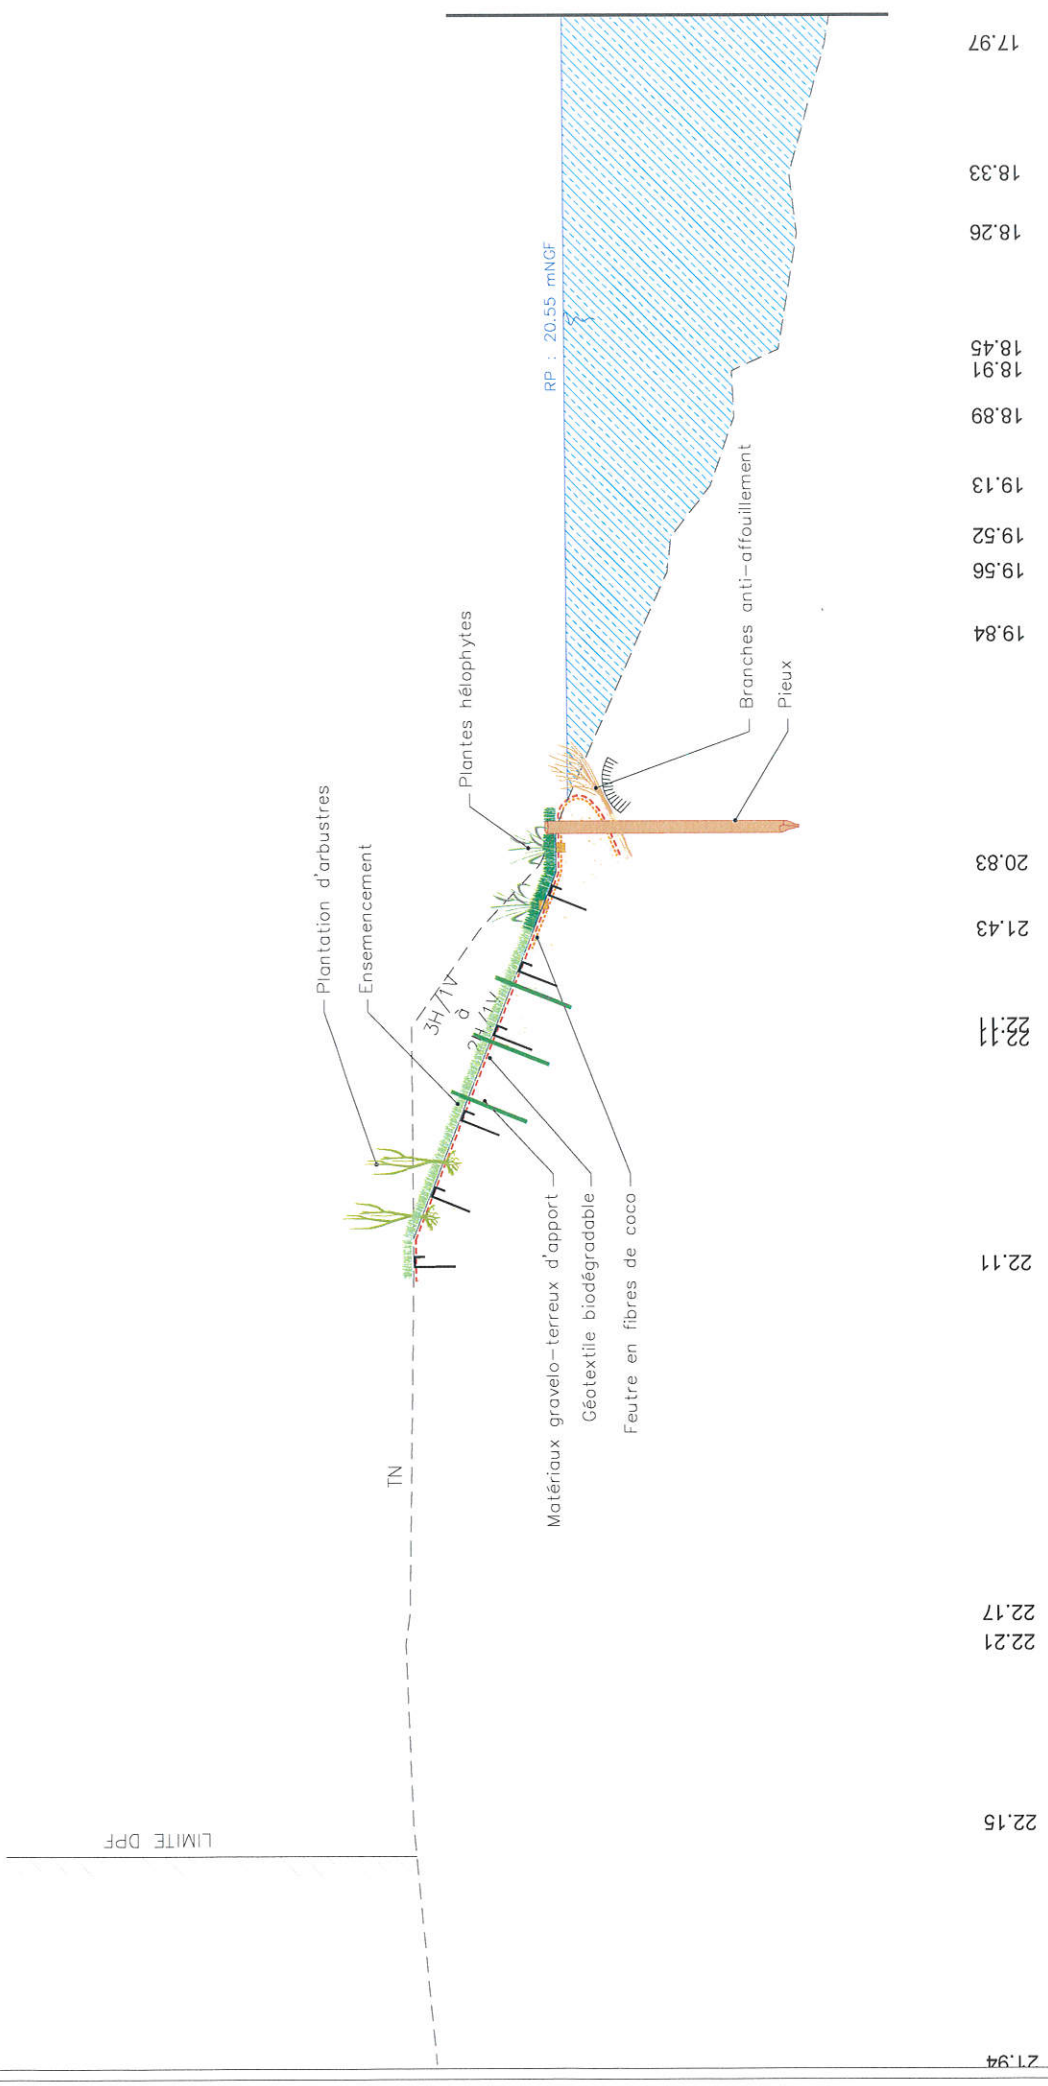 LIMITE DPF
TN
Plantation d'arbustres
Ensemencement
Plantes hélophytes
RP : 20.55 mNGF
3H/1V
à
2H/1V
Matériaux gravelo-terreux d'apport
Géotextile biodégradable
Feutre en fibres de coco
Branches anti-affouillement
Pieux
21.94
22.15
22.21
22.17
22.11
22.11
22.11
21.43
20.83
19.84
19.56
19.52
19.13
18.89
18.91
18.45
18.26
18.33
17.97